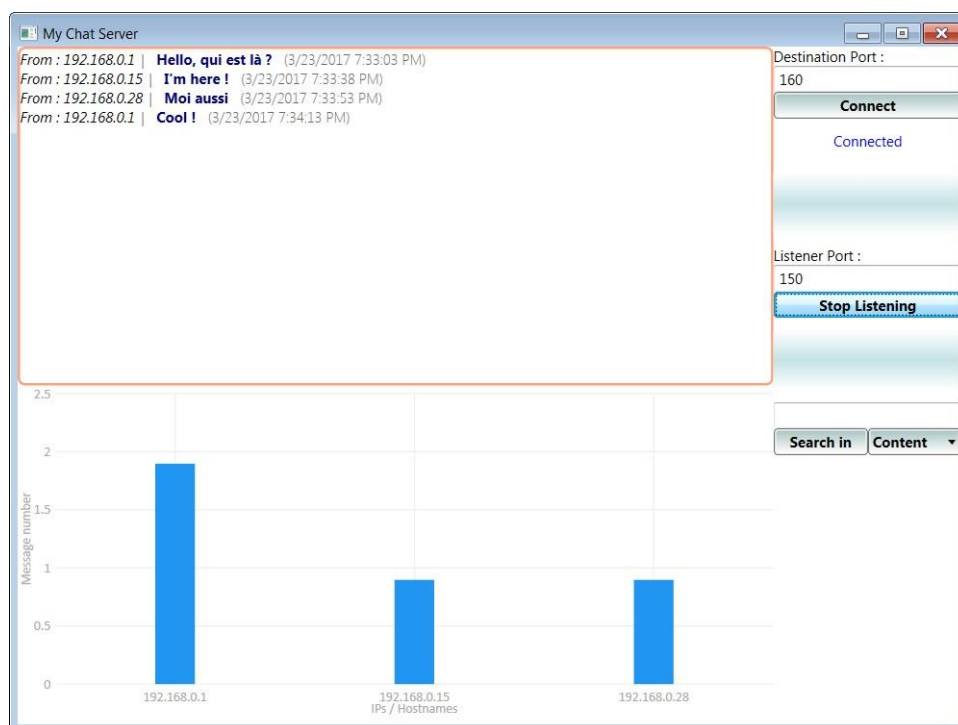 My Chat Server
From : 192.168.0.1 | Hello, qui est là ? (3/23/2017 7:33:03 PM)
From : 192.168.0.15 | I'm here ! (3/23/2017 7:33:38 PM)
From : 192.168.0.28 | Moi aussi (3/23/2017 7:33:53 PM)
From : 192.168.0.1 | Cool ! (3/23/2017 7:34:13 PM)
Destination Port :
160
Connect
Connected
Listener Port :
150
Stop Listening
Search in
Content
2.5
2
1.5
1
0.5
0
Message number
192.168.0.1
192.168.0.15
192.168.0.28
IPs / Hostnames